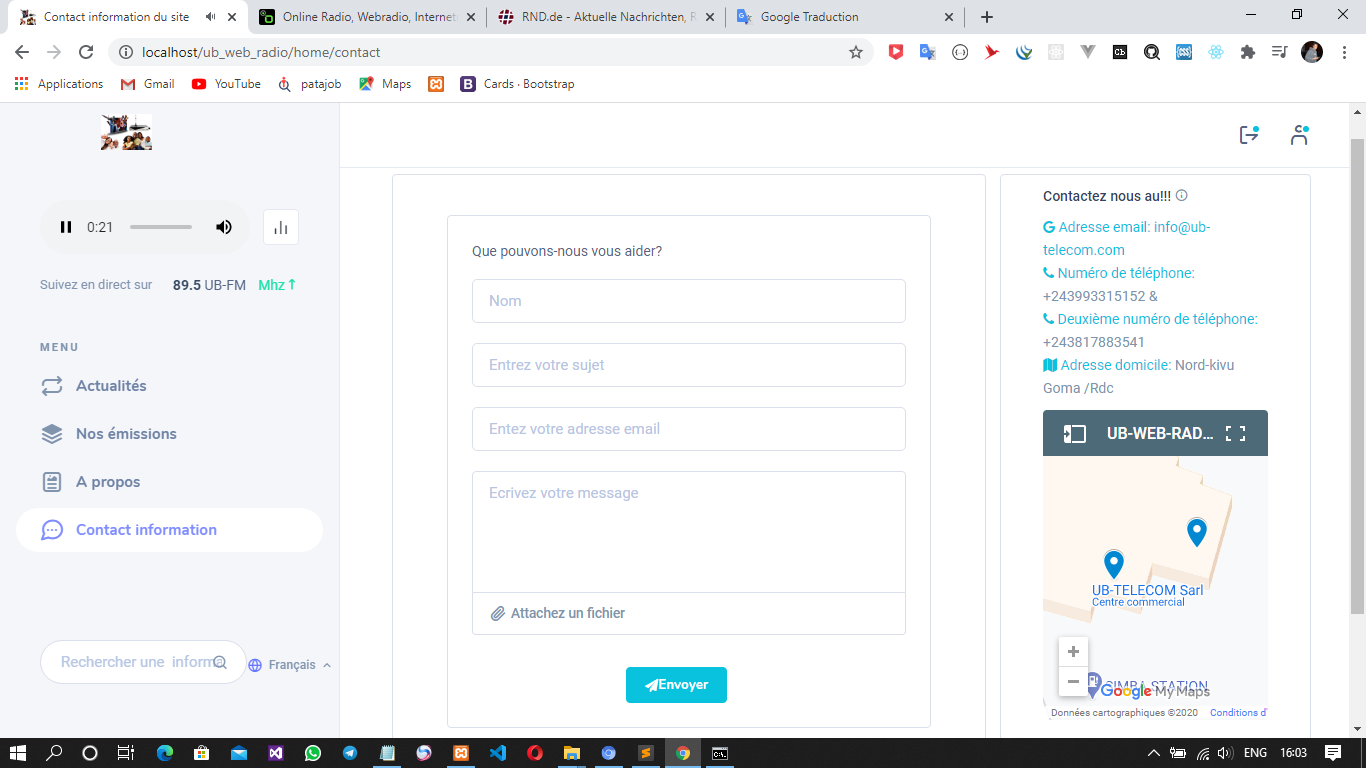 Contact information du site
Online Radio, Webradio, Internet
RND.de - Aktuelle Nachrichten, R
Google Traduction
localhost/ub_web_radio/home/contact
Applications
Gmail
YouTube
patajob
Maps
Cards · Bootstrap
0:21
Suivez en direct sur 89.5 UB-FM Mhz
MENU
Actualités
Nos émissions
A propos
Contact information
Rechercher une informa
Français
Que pouvons-nous vous aider?
Nom
Entrez votre sujet
Entez votre adresse email
Ecrivez votre message
Attachez un fichier
Envoyer
Contactez nous au!!!
Adresse email: info@ub-
telecom.com
Numéro de téléphone:
+243993315152 &
Deuxième numéro de téléphone:
+243817883541
Adresse domicile: Nord-kivu
Goma /Rdc
UB-WEB-RAD...
UB-TELECOM Sarl
Centre commercial
SIMBA STATION
Google My Maps
Données cartographiques ©2020 Conditions d'
ENG 16:03